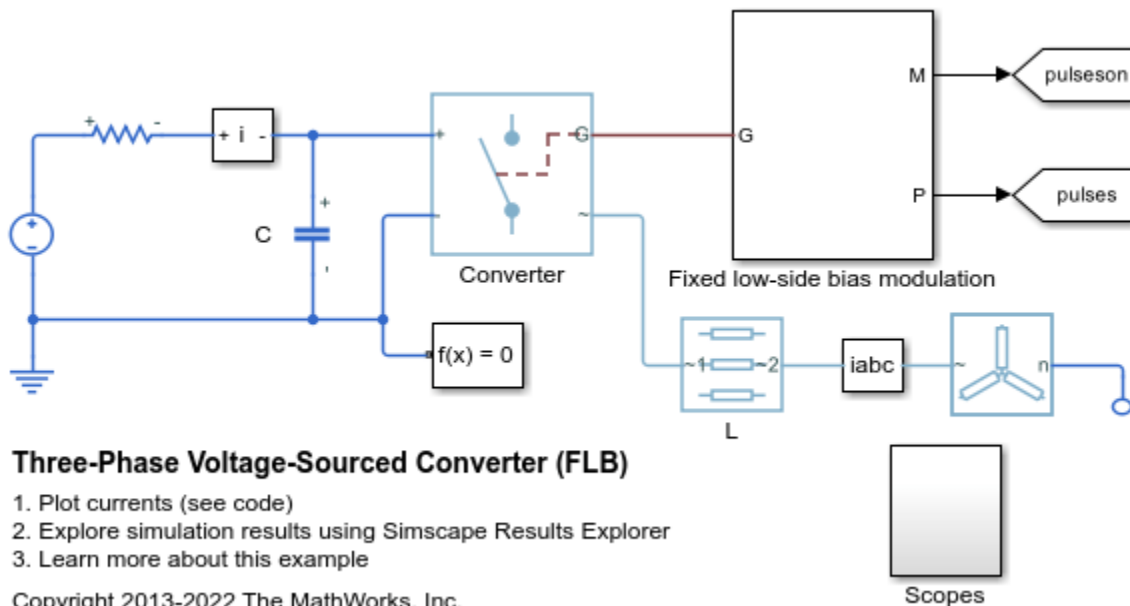 M
pulseson
+ -
+ i -
+
G
G
P
pulses
+
-
+
C
-
~
Converter
Fixed low-side bias modulation
f(x) = 0
~1
~2
iabc
~
n
L
Three-Phase Voltage-Sourced Converter (FLB)
1. Plot currents (see code)
2. Explore simulation results using Simscape Results Explorer
3. Learn more about this example
Copyright 2013-2022 The MathWorks, Inc.
Scopes